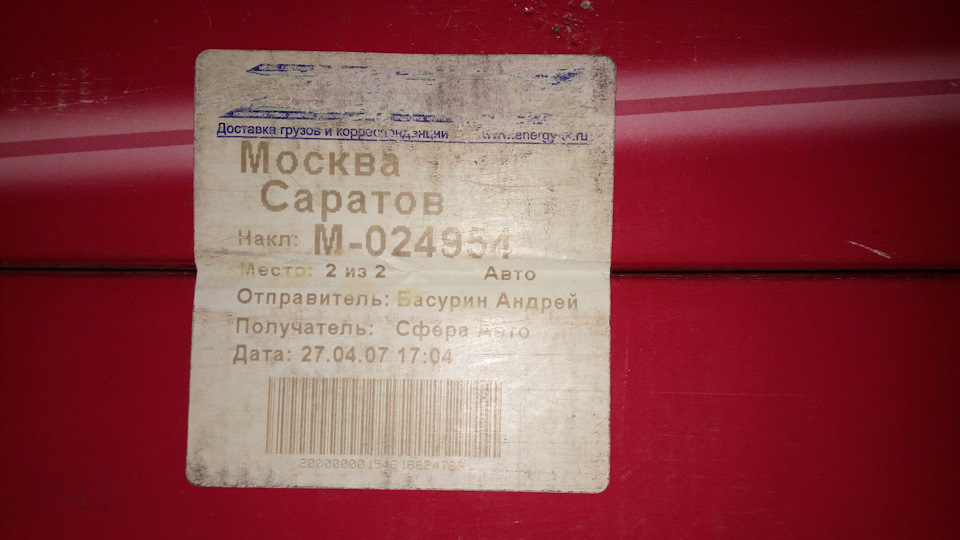 Доставка грузов и корреспонденции www.energy-tk.ru
Москва
Саратов
Накл: М-024954
Место: 2 из 2 Авто
Отправитель: Басурин Андрей
Получатель: Сфера Авто
Дата: 27.04.07 17:04